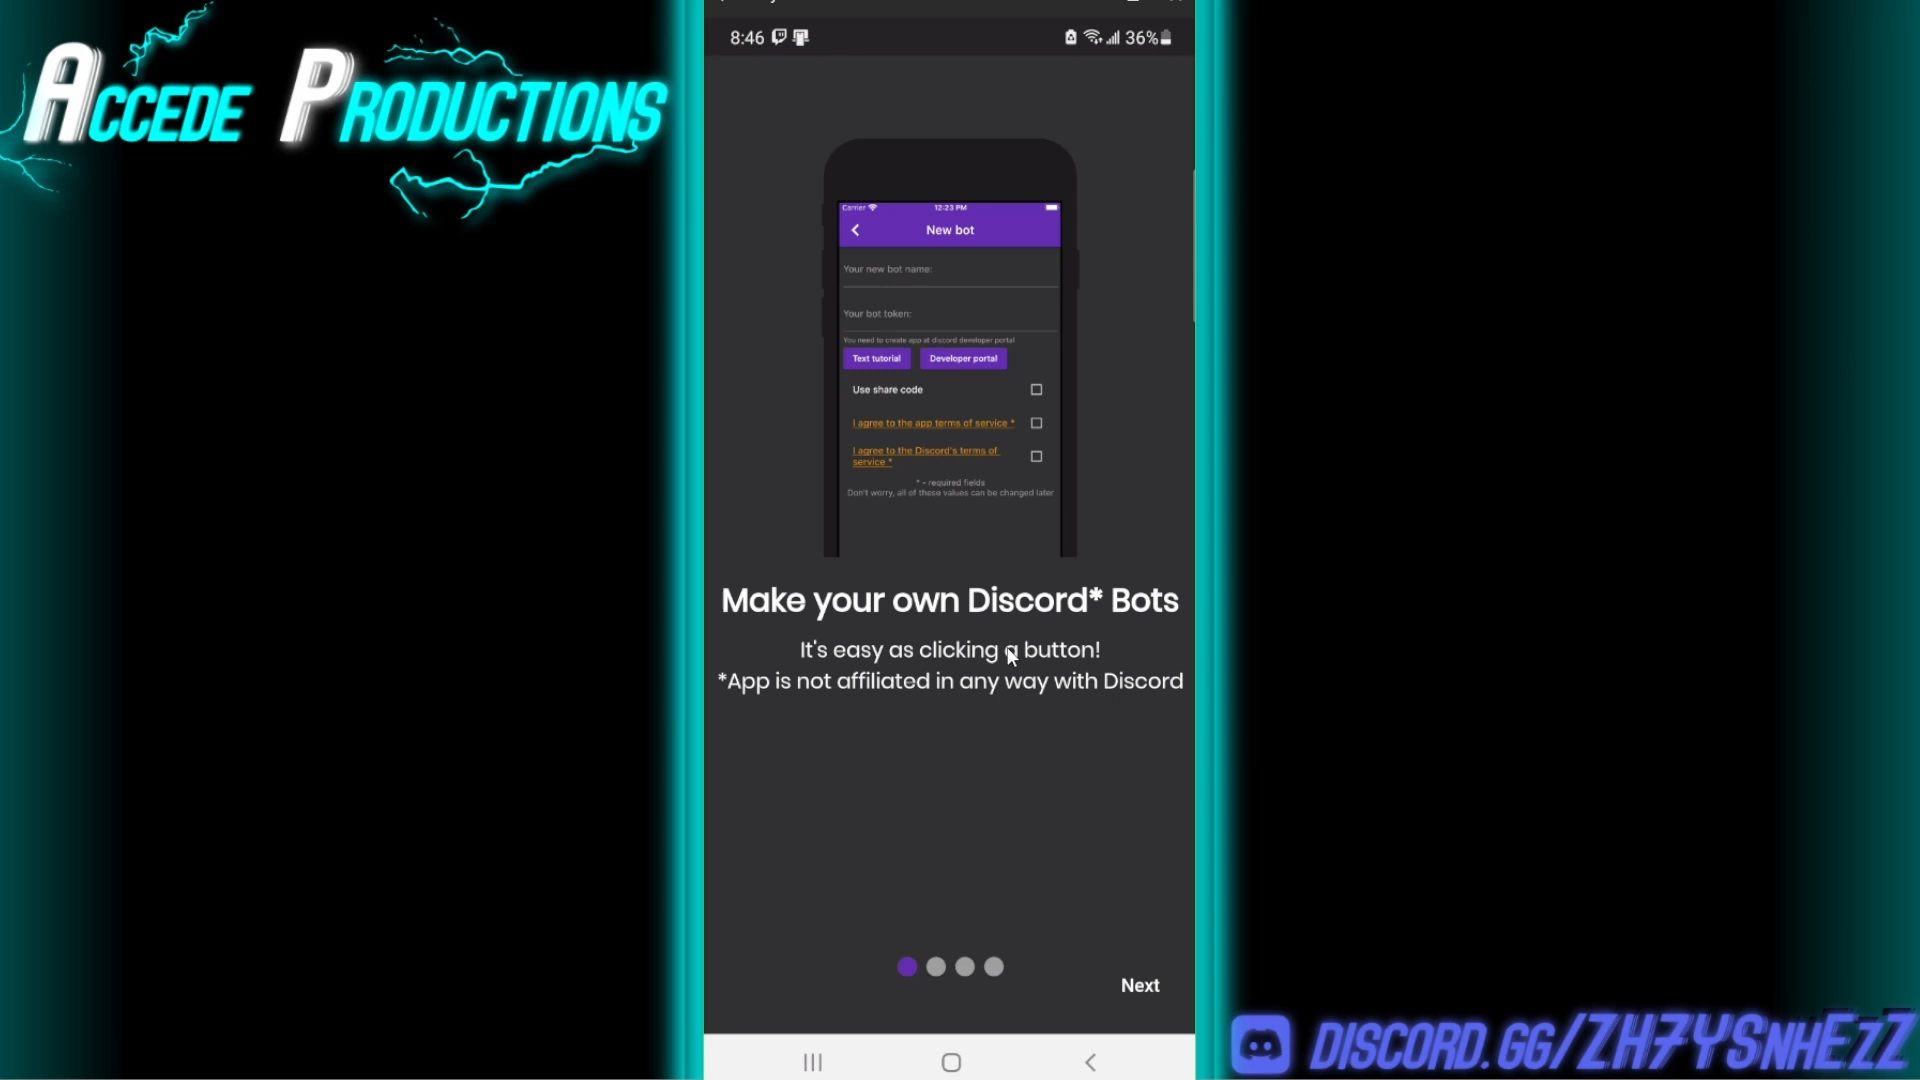 ACCEDE PRODUCTIONS
8:46
36%
Carrier
12:23 PM
New bot
Your new bot name:
Your bot token:
You need to create app at discord developer portal
Text tutorial
Developer portal
Use share code
I agree to the app terms of service *
I agree to the Discord's terms of
service *
* - required fields
Don't worry, all of these values can be changed later
Make your own Discord* Bots
It's easy as clicking a button!
*App is not affiliated in any way with Discord
Next
DISCORD.GG/ZH7YSNHEZZ